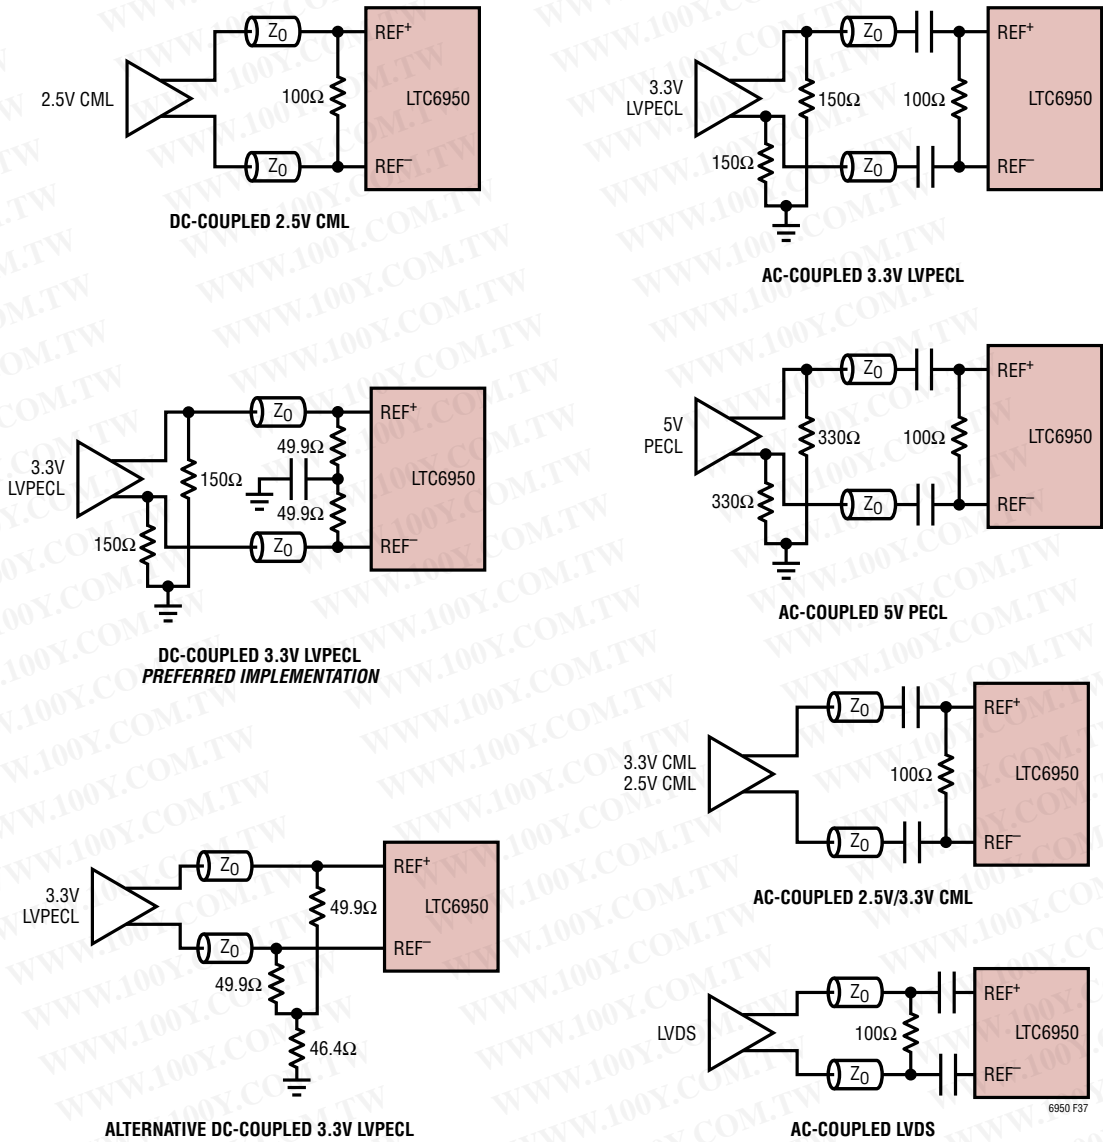 2.5V CML
Z0
Z0
100Ω
REF+
LTC6950
REF–
DC-COUPLED 2.5V CML
3.3V
LVPECL
150Ω
150Ω
Z0
Z0
100Ω
REF+
LTC6950
REF–
AC-COUPLED 3.3V LVPECL
3.3V
LVPECL
150Ω
150Ω
Z0
Z0
49.9Ω
49.9Ω
REF+
LTC6950
REF–
DC-COUPLED 3.3V LVPECL
PREFERRED IMPLEMENTATION
5V
PECL
330Ω
330Ω
Z0
Z0
100Ω
REF+
LTC6950
REF–
AC-COUPLED 5V PECL
3.3V CML
2.5V CML
Z0
Z0
100Ω
REF+
LTC6950
REF–
AC-COUPLED 2.5V/3.3V CML
3.3V
LVPECL
Z0
Z0
49.9Ω
49.9Ω
46.4Ω
REF+
LTC6950
REF–
ALTERNATIVE DC-COUPLED 3.3V LVPECL
LVDS
Z0
Z0
100Ω
REF+
LTC6950
REF–
6950 F37
AC-COUPLED LVDS
WWW.100Y.COM.TW